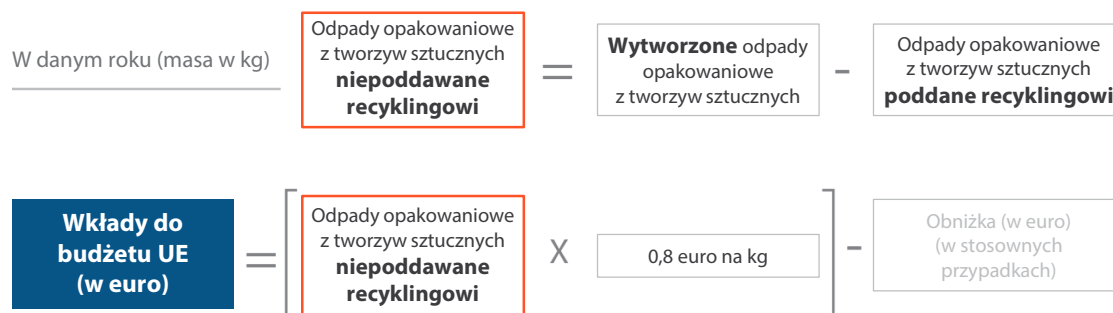 W danym roku (masa w kg)
Odpady opakowaniowe
z tworzyw sztucznych
niepoddawane
recyklingowi
=
Wytworzone odpady
opakowaniowe
z tworzyw sztucznych
-
Odpady opakowaniowe
z tworzyw sztucznych
poddane recyklingowi
Wkłady do
budżetu UE
(w euro)
=
Odpady opakowaniowe
z tworzyw sztucznych
niepoddawane
recyklingowi
X
0,8 euro na kg
-
Obniżka (w euro)
(w stosownych
przypadkach)